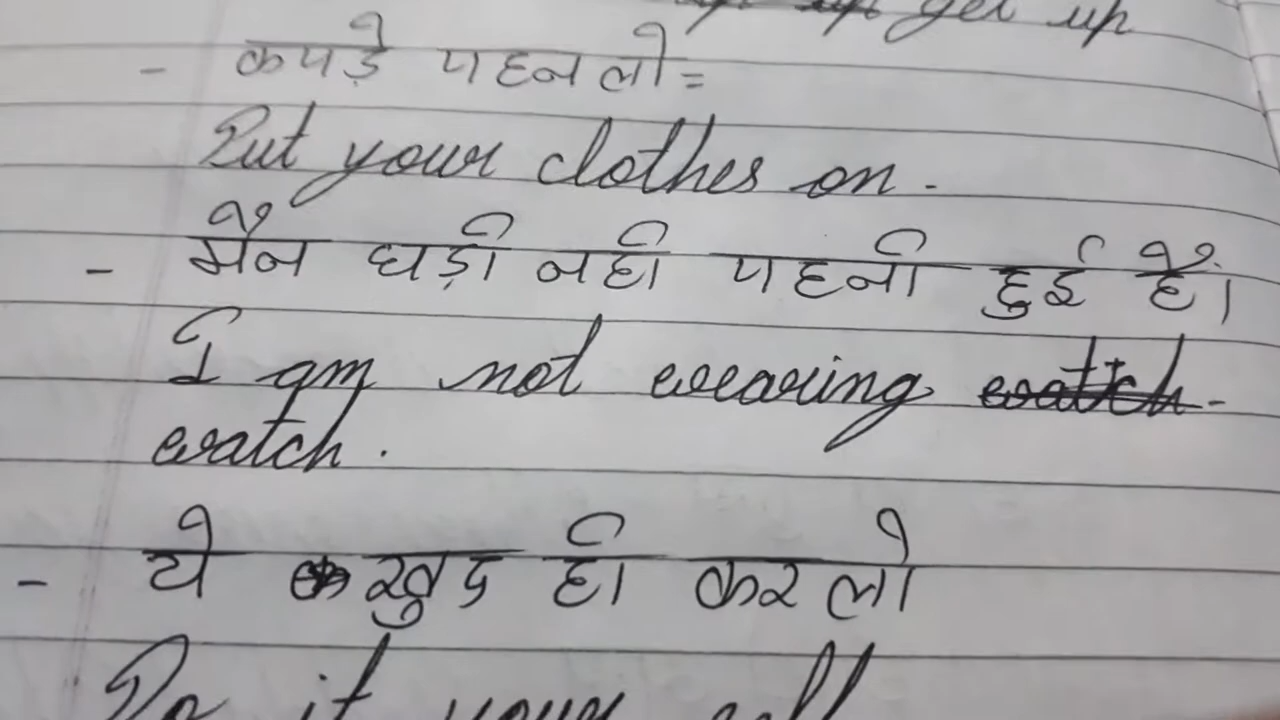 get up
- कपड़े पहन लो =
Put your clothes on.
- मैंन घड़ी नही पहनी हुई हैं।
I am not wearing
watch.
- ये खुद ही कर लो
Do it your self